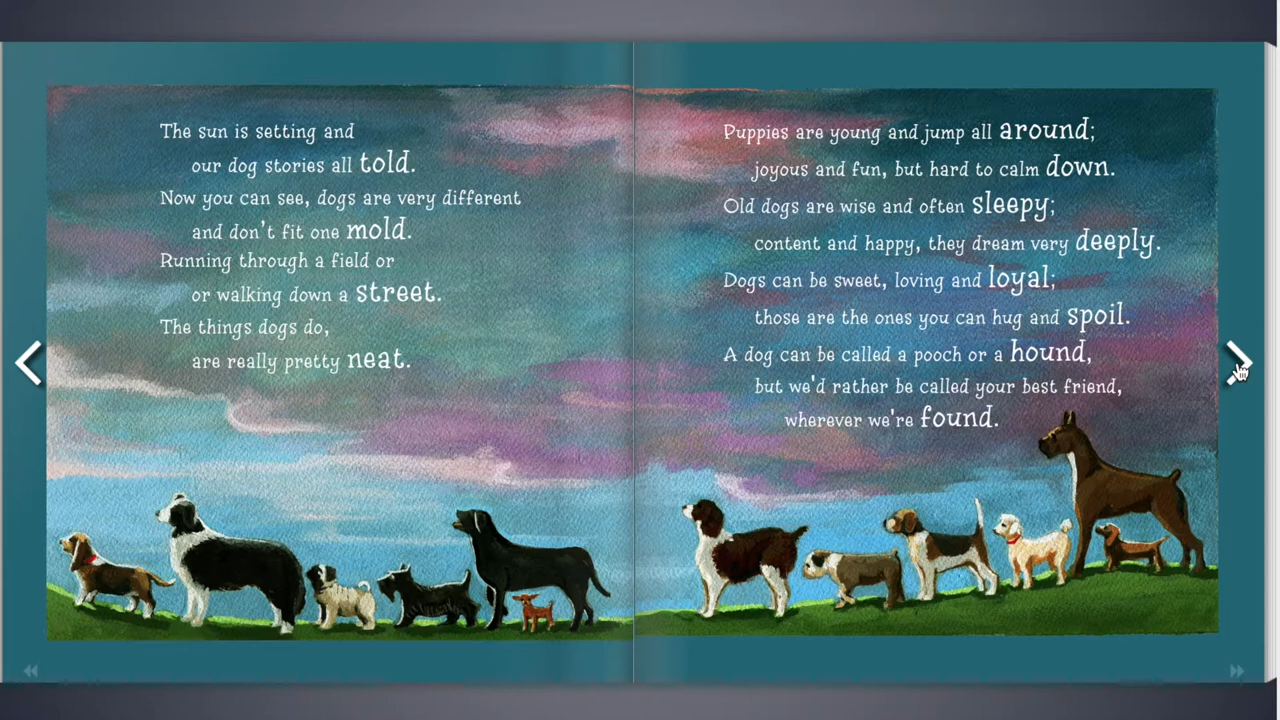 The sun is setting and
our dog stories all told.
Now you can see, dogs are very different
and don't fit one mold.
Running through a field or
or walking down a street.
The things dogs do,
are really pretty neat.
Puppies are young and jump all around;
joyous and fun, but hard to calm down.
Old dogs are wise and often sleepy;
content and happy, they dream very deeply.
Dogs can be sweet, loving and loyal;
those are the ones you can hug and spoil.
A dog can be called a pooch or a hound,
but we'd rather be called your best friend,
wherever we're found.